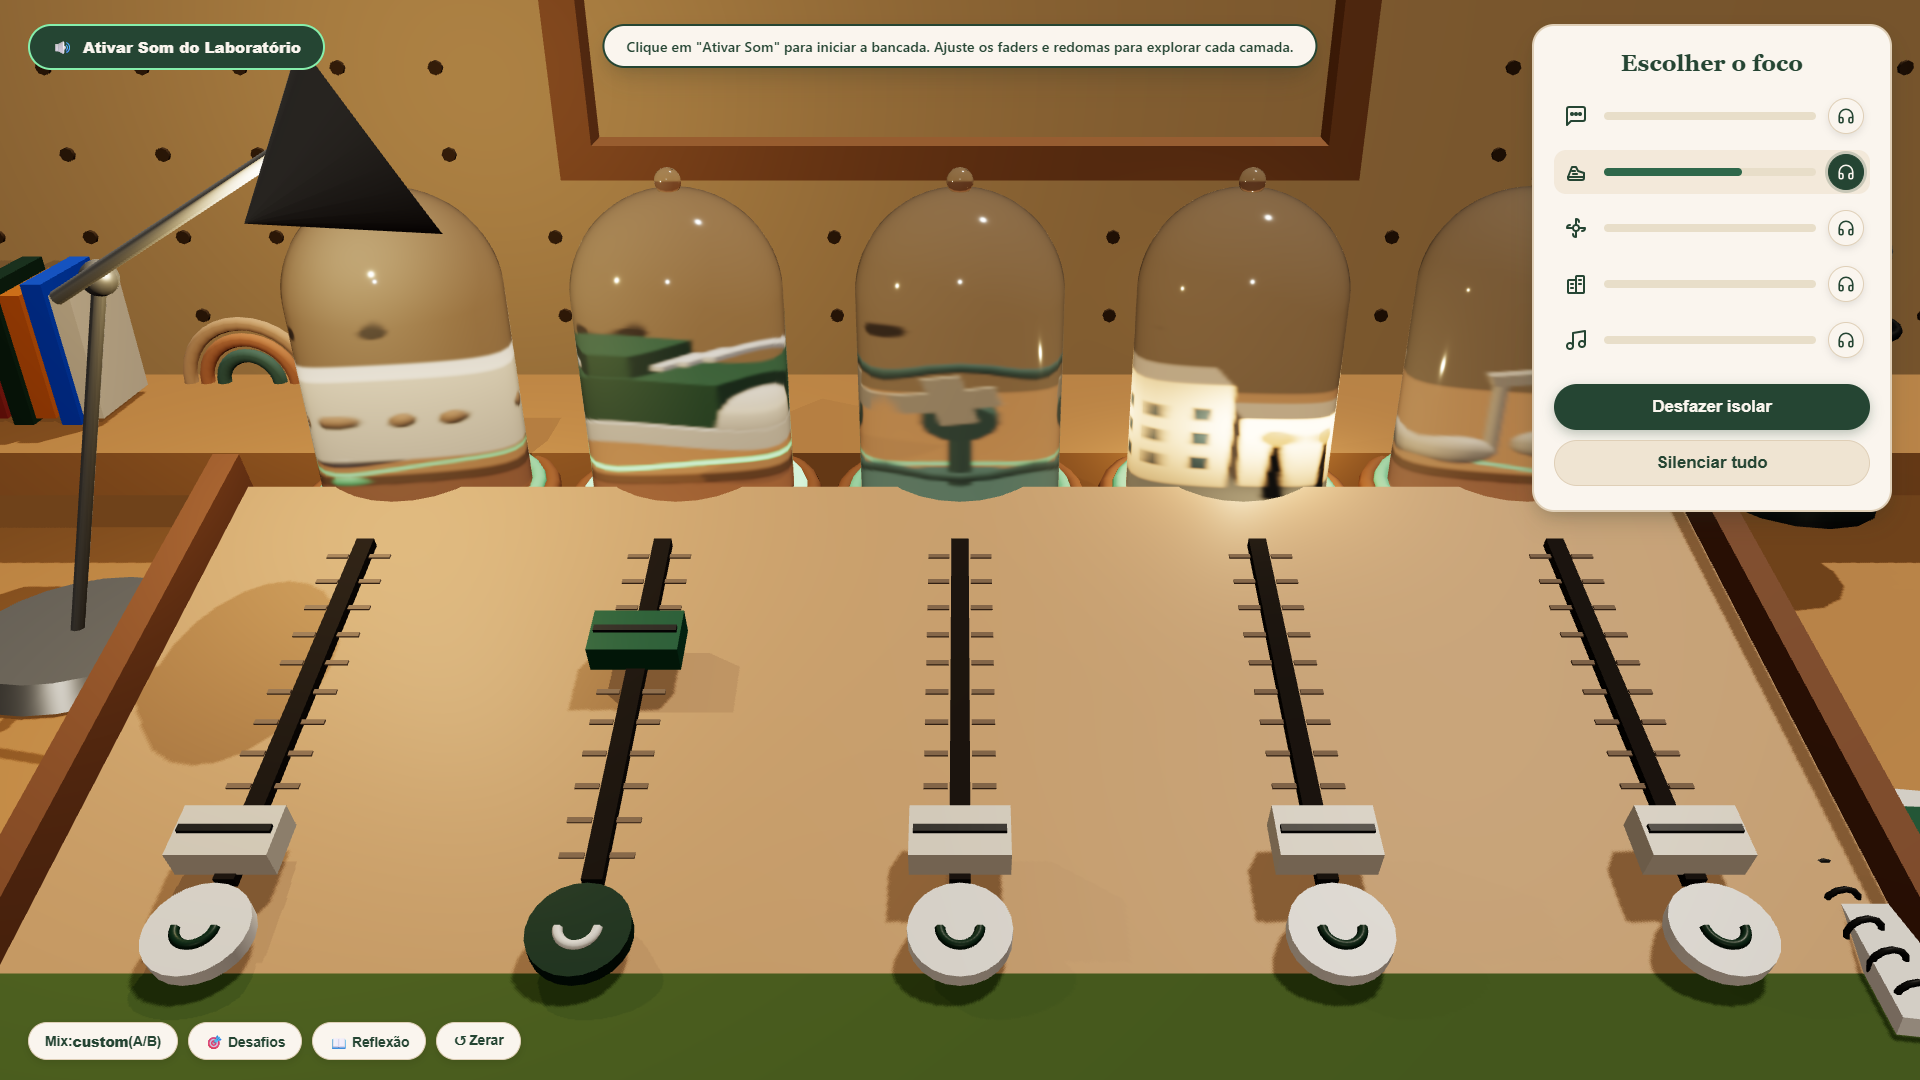 Ativar Som do Laboratório
Clique em "Ativar Som" para iniciar a bancada. Ajuste os faders e redomas para explorar cada camada.
Escolher o foco
Desfazer isolar
Silenciar tudo
Mix:custom(A/B)
Desafios
Reflexão
↺ Zerar